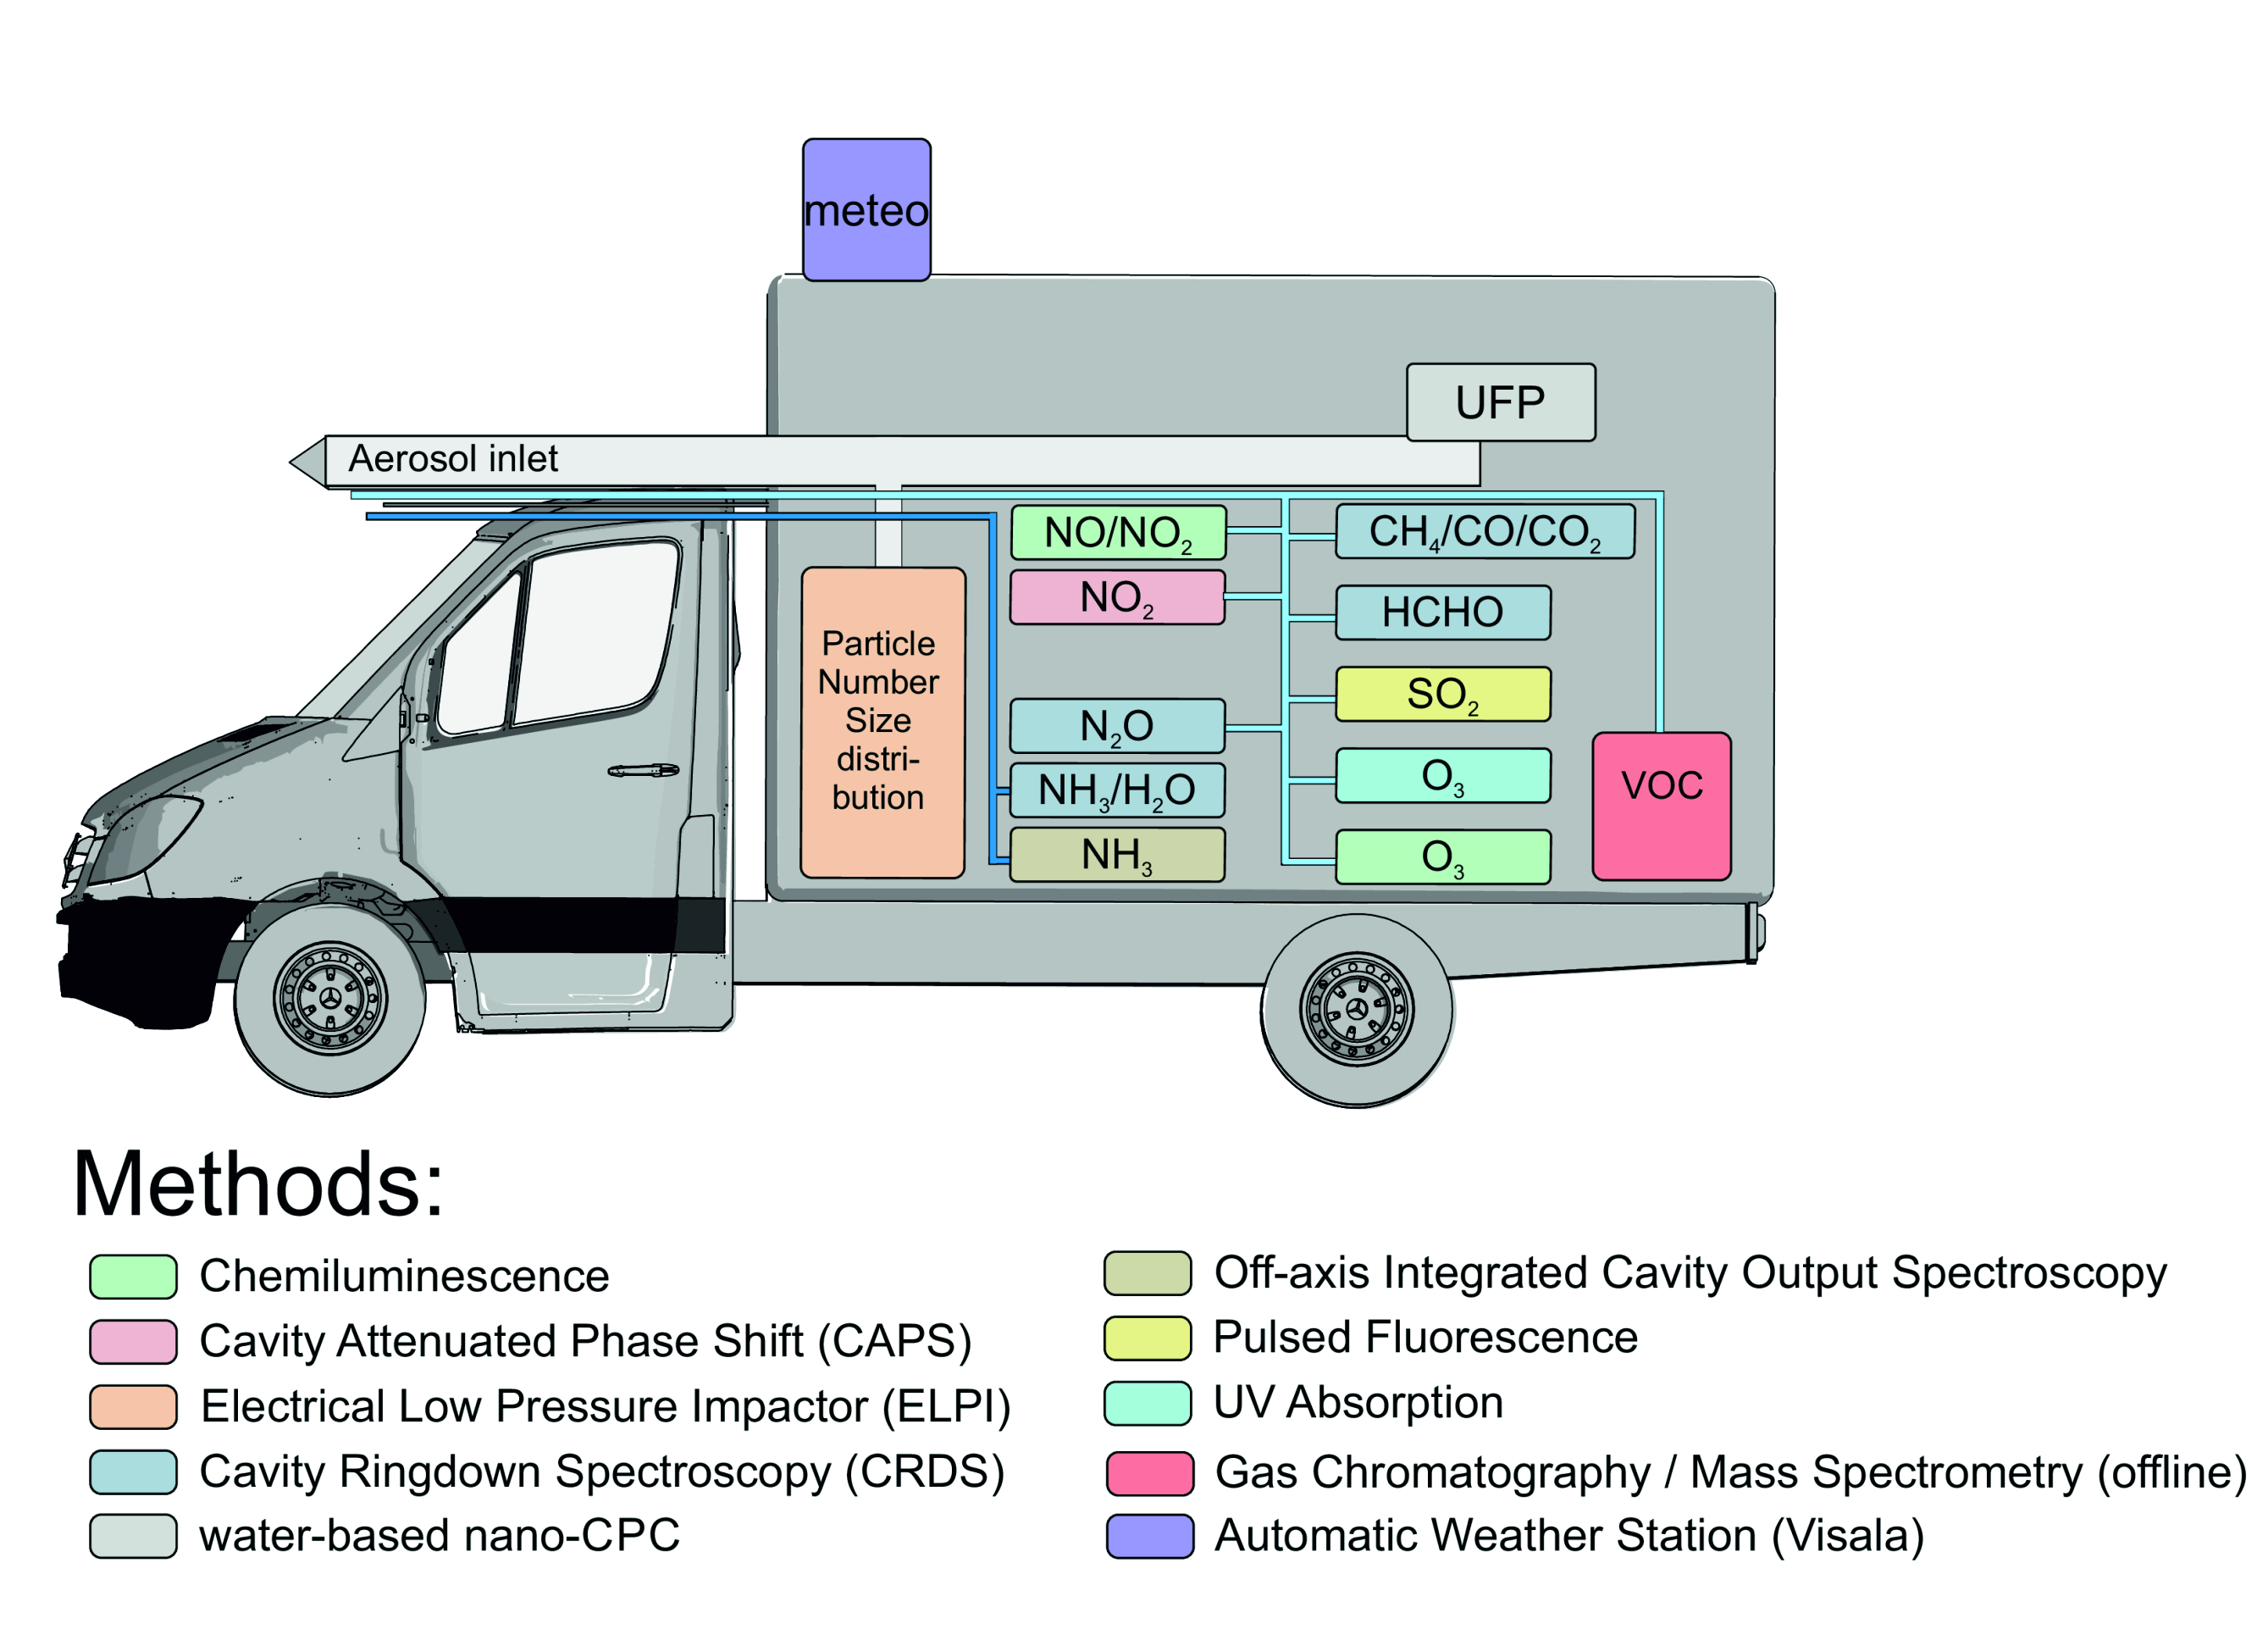 meteo
UFP
Aerosol inlet
NO/NO₂
CH₄/CO/CO₂
NO₂
HCHO
Particle
Number
Size
distri-
bution
SO₂
N₂O
NH₃/H₂O
O₃
VOC
NH₃
O₃
Methods:
Chemiluminescence
Cavity Attenuated Phase Shift (CAPS)
Electrical Low Pressure Impactor (ELPI)
Cavity Ringdown Spectroscopy (CRDS)
water-based nano-CPC
Off-axis Integrated Cavity Output Spectroscopy
Pulsed Fluorescence
UV Absorption
Gas Chromatography / Mass Spectrometry (offline)
Automatic Weather Station (Visala)